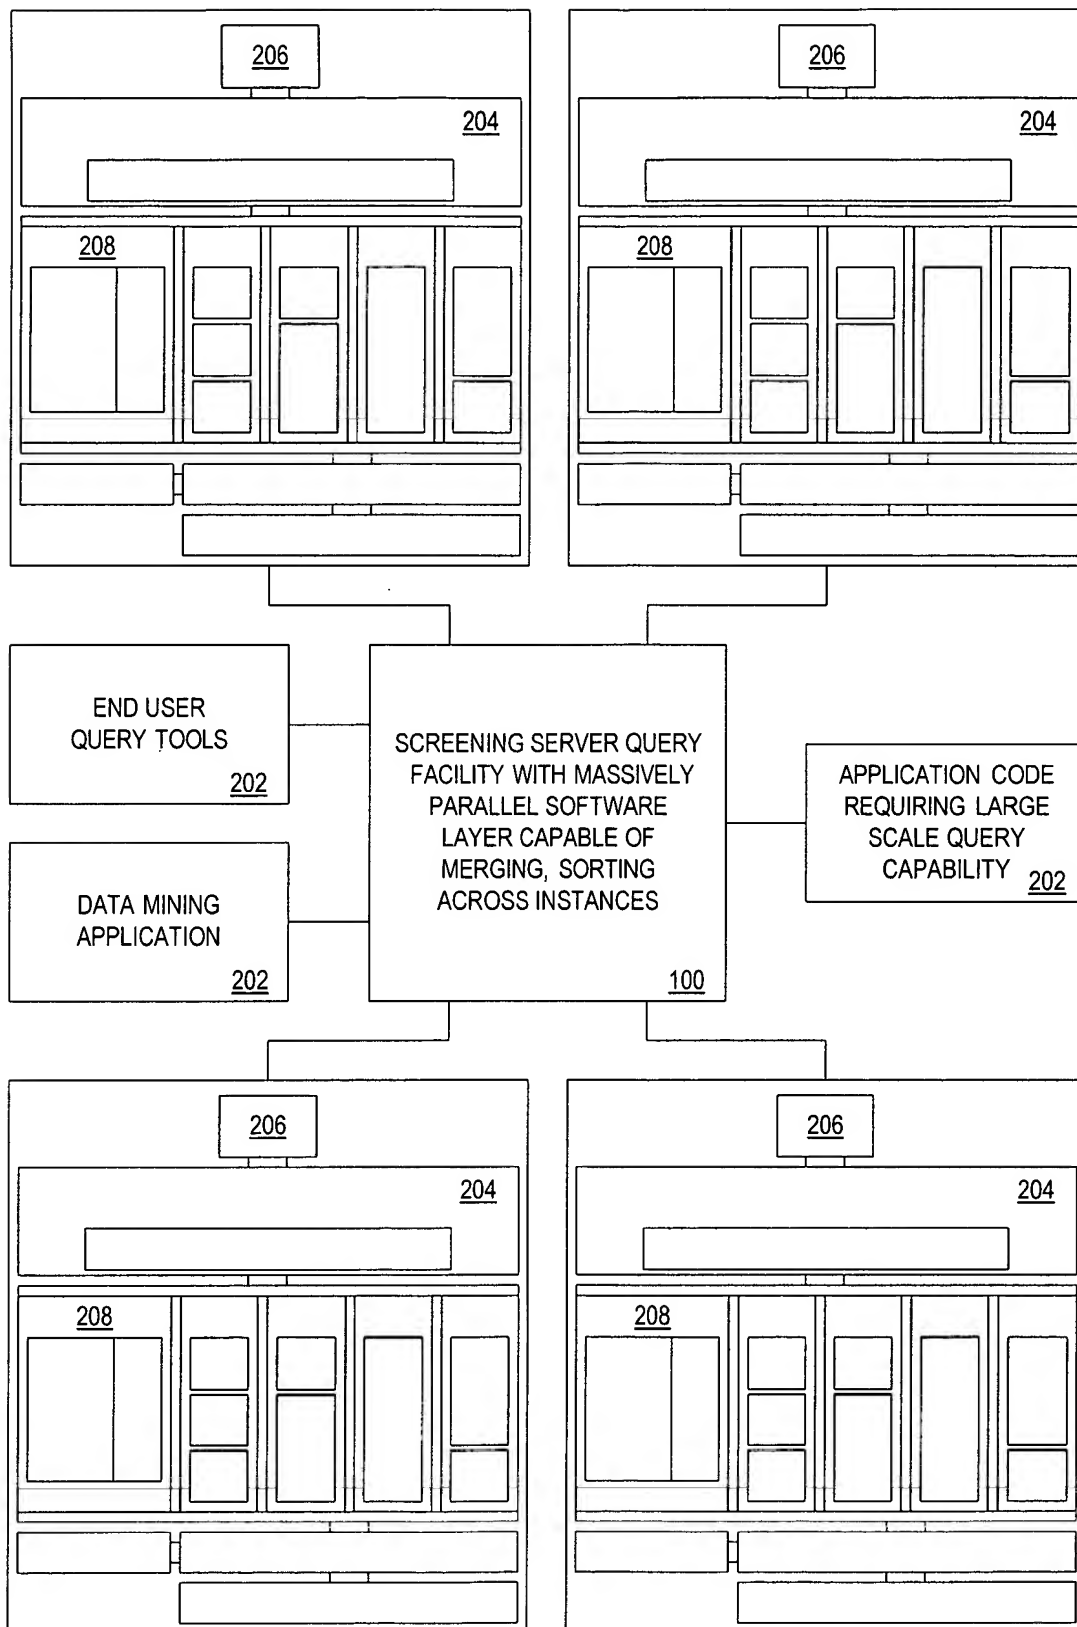 206
206
204
204
208
208
END USER
QUERY TOOLS
202
SCREENING SERVER QUERY
FACILITY WITH MASSIVELY
PARALLEL SOFTWARE
LAYER CAPABLE OF
MERGING, SORTING
ACROSS INSTANCES
100
APPLICATION CODE
REQUIRING LARGE
SCALE QUERY
CAPABILITY
202
DATA MINING
APPLICATION
202
206
206
204
204
208
208